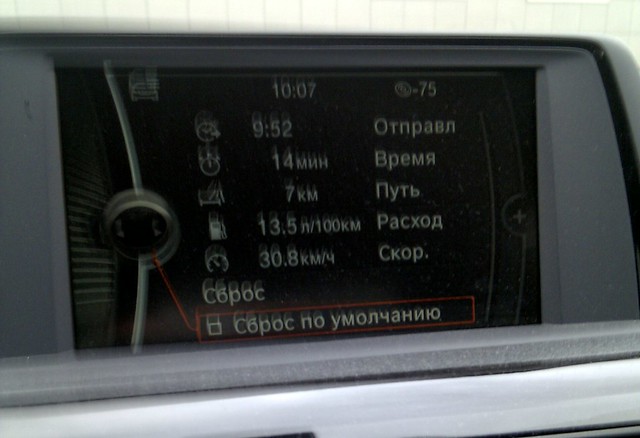 10:07 -75
9:52 Отправл
14мин Время
7км Путь
13.5л/100км Расход
30.8км/ч Скор.
Сброс
Сброс по умолчанию